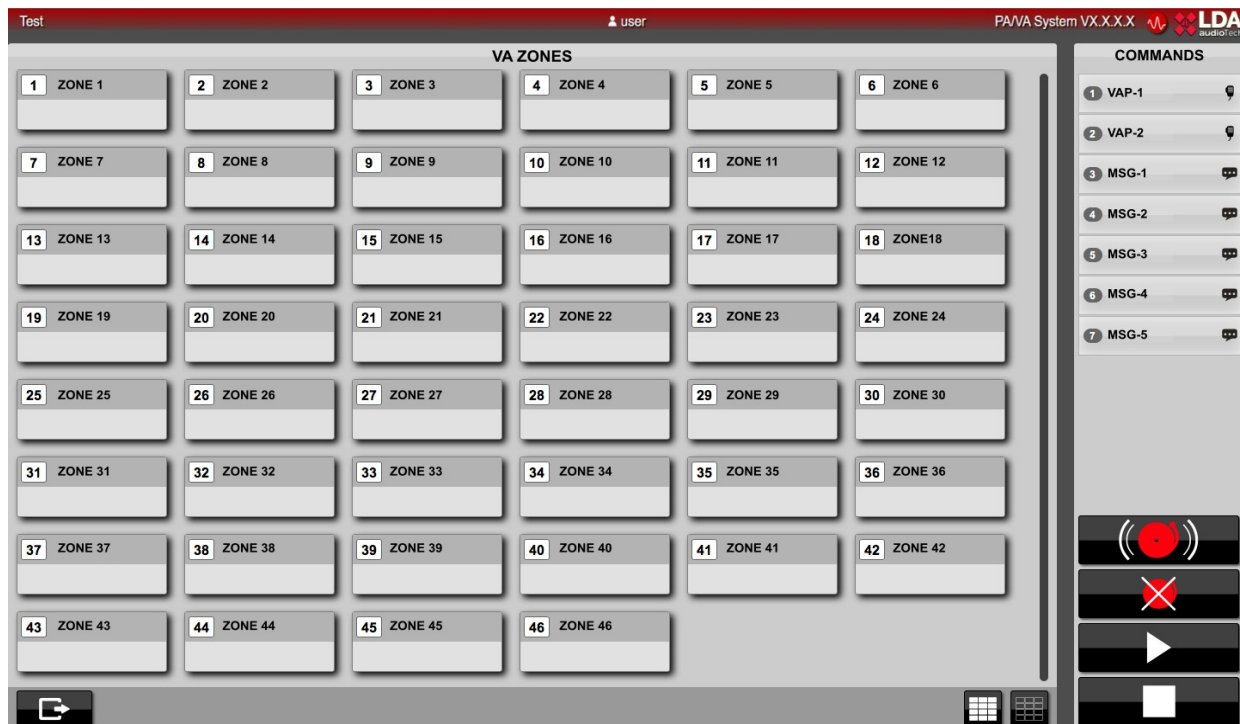 Test
user
PA/VA System VX.X.X.X
LDA
audioTech
VA ZONES
1 ZONE 1
2 ZONE 2
3 ZONE 3
4 ZONE 4
5 ZONE 5
6 ZONE 6
7 ZONE 7
8 ZONE 8
9 ZONE 9
10 ZONE 10
11 ZONE 11
12 ZONE 12
13 ZONE 13
14 ZONE 14
15 ZONE 15
16 ZONE 16
17 ZONE 17
18 ZONE18
19 ZONE 19
20 ZONE 20
21 ZONE 21
22 ZONE 22
23 ZONE 23
24 ZONE 24
25 ZONE 25
26 ZONE 26
27 ZONE 27
28 ZONE 28
29 ZONE 29
30 ZONE 30
31 ZONE 31
32 ZONE 32
33 ZONE 33
34 ZONE 34
35 ZONE 35
36 ZONE 36
37 ZONE 37
38 ZONE 38
39 ZONE 39
40 ZONE 40
41 ZONE 41
42 ZONE 42
43 ZONE 43
44 ZONE 44
45 ZONE 45
46 ZONE 46
COMMANDS
1 VAP-1
2 VAP-2
3 MSG-1
4 MSG-2
5 MSG-3
6 MSG-4
7 MSG-5